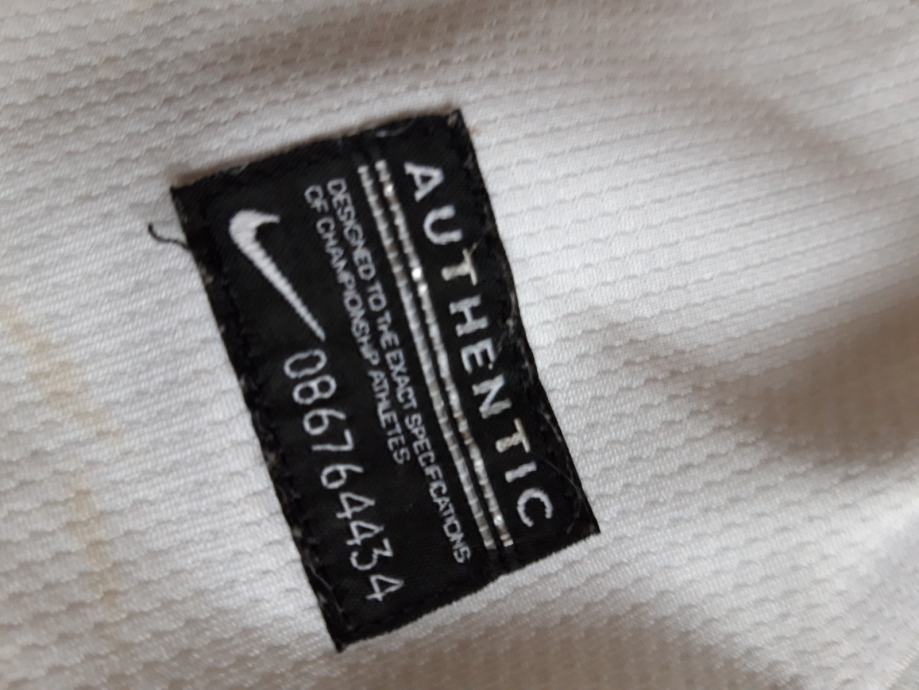 AUTHENTIC
DESIGNED TO THE EXACT SPECIFICATIONS
OF CHAMPIONSHIP ATHLETES
0867644434